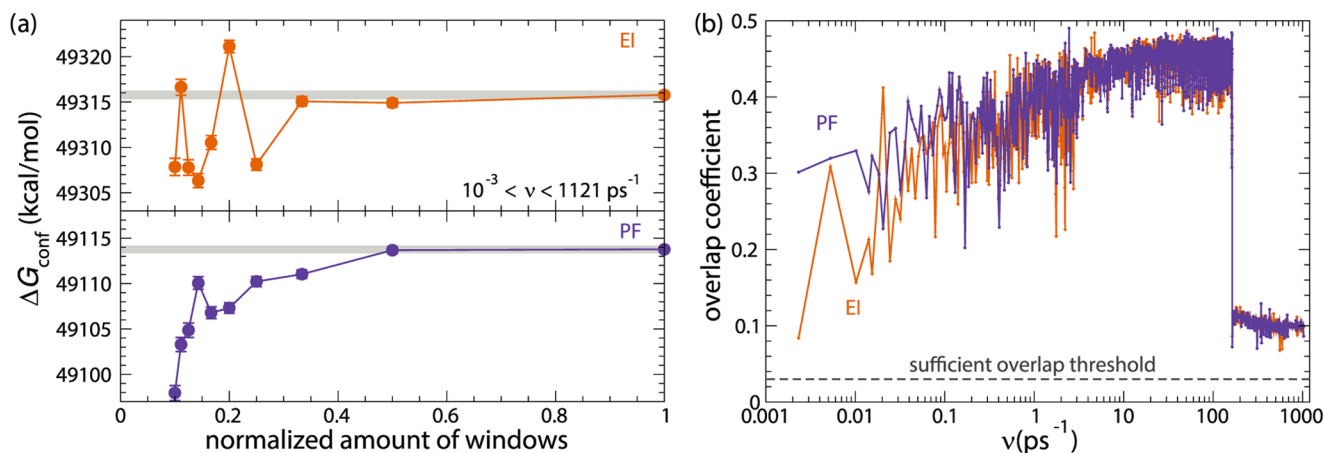 (a)
EI
49320
49315
49310
49305
10⁻³ < ν < 1121 ps⁻¹
PF
49115
49110
49105
49100
ΔG_conf (kcal/mol)
0 0.2 0.4 0.6 0.8 1
normalized amount of windows
(b)
0.5
0.4
0.3
0.2
0.1
0
overlap coefficient
PF
EI
sufficient overlap threshold
0.001 0.01 0.1 1 10 100 1000
ν(ps⁻¹)